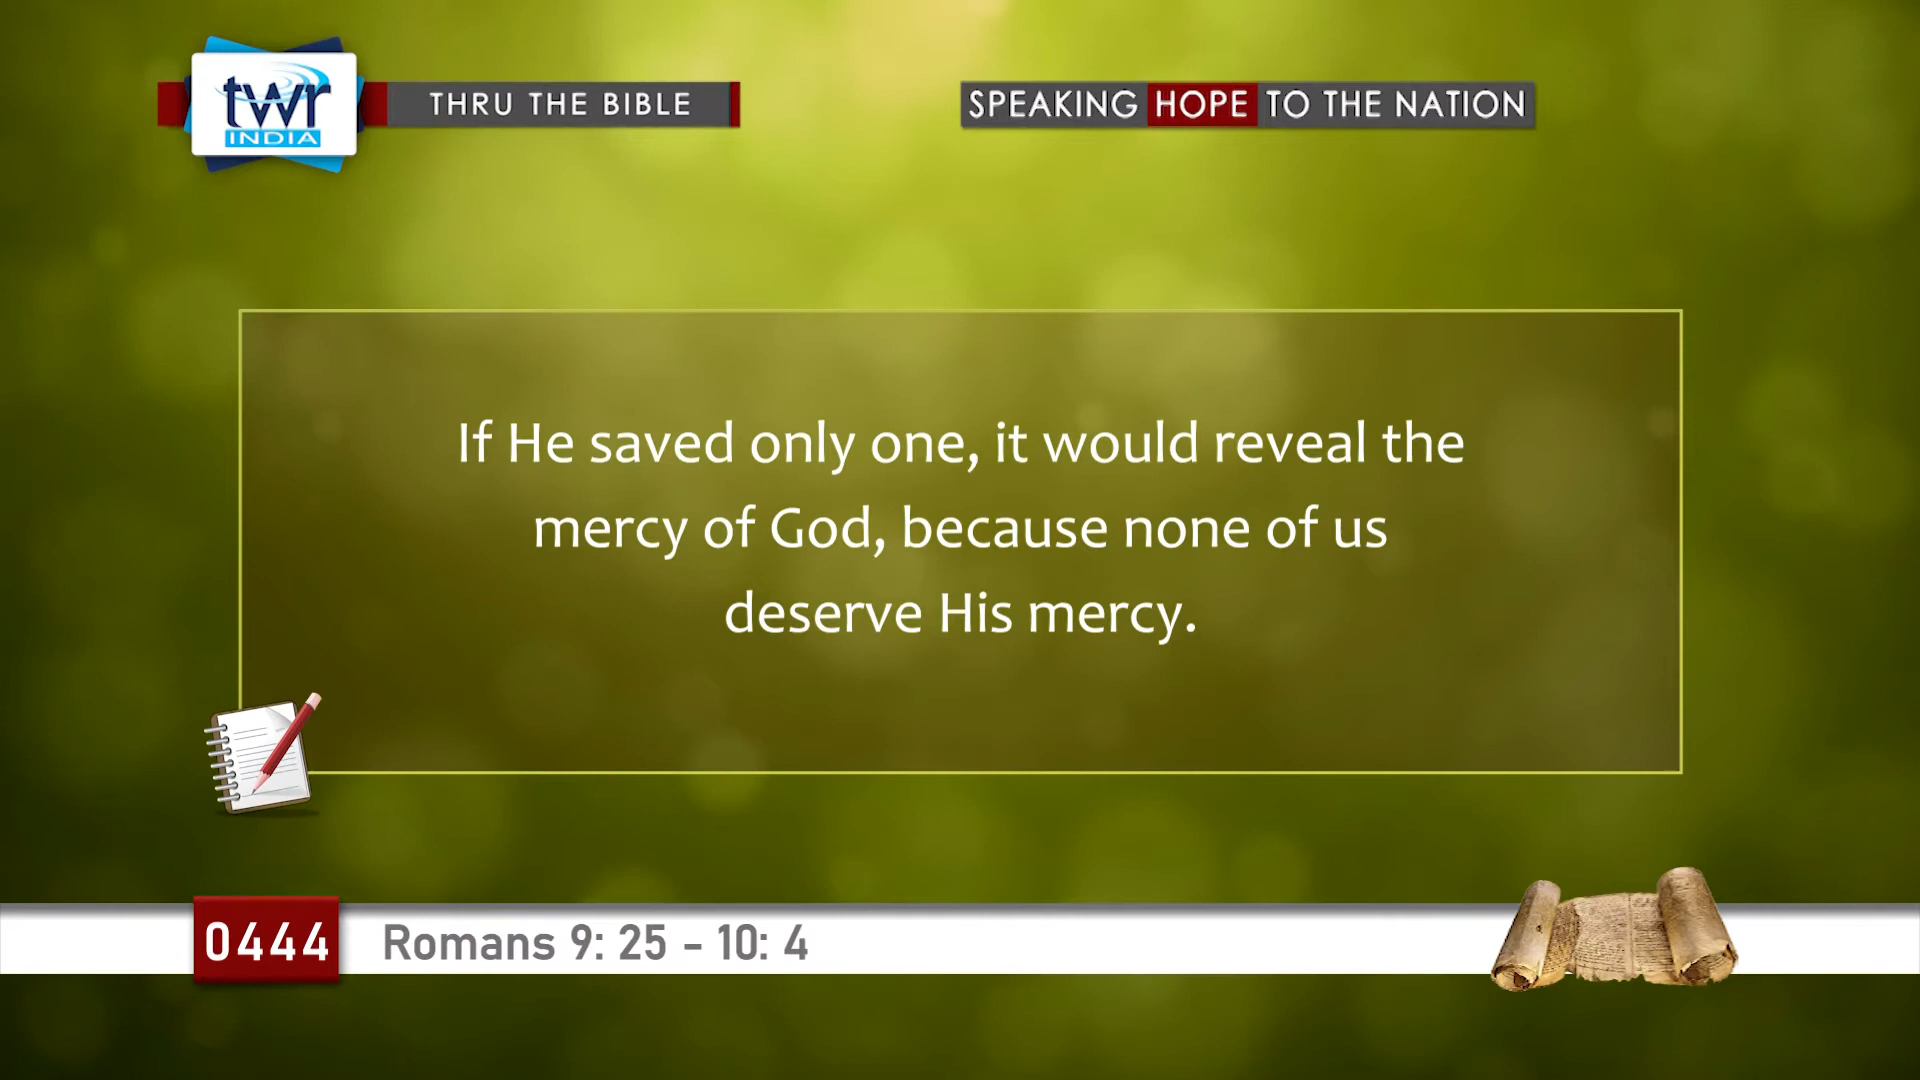 twr
INDIA
THRU THE BIBLE
SPEAKING HOPE TO THE NATION
If He saved only one, it would reveal the
mercy of God, because none of us
deserve His mercy.
0444
Romans 9: 25 - 10: 4